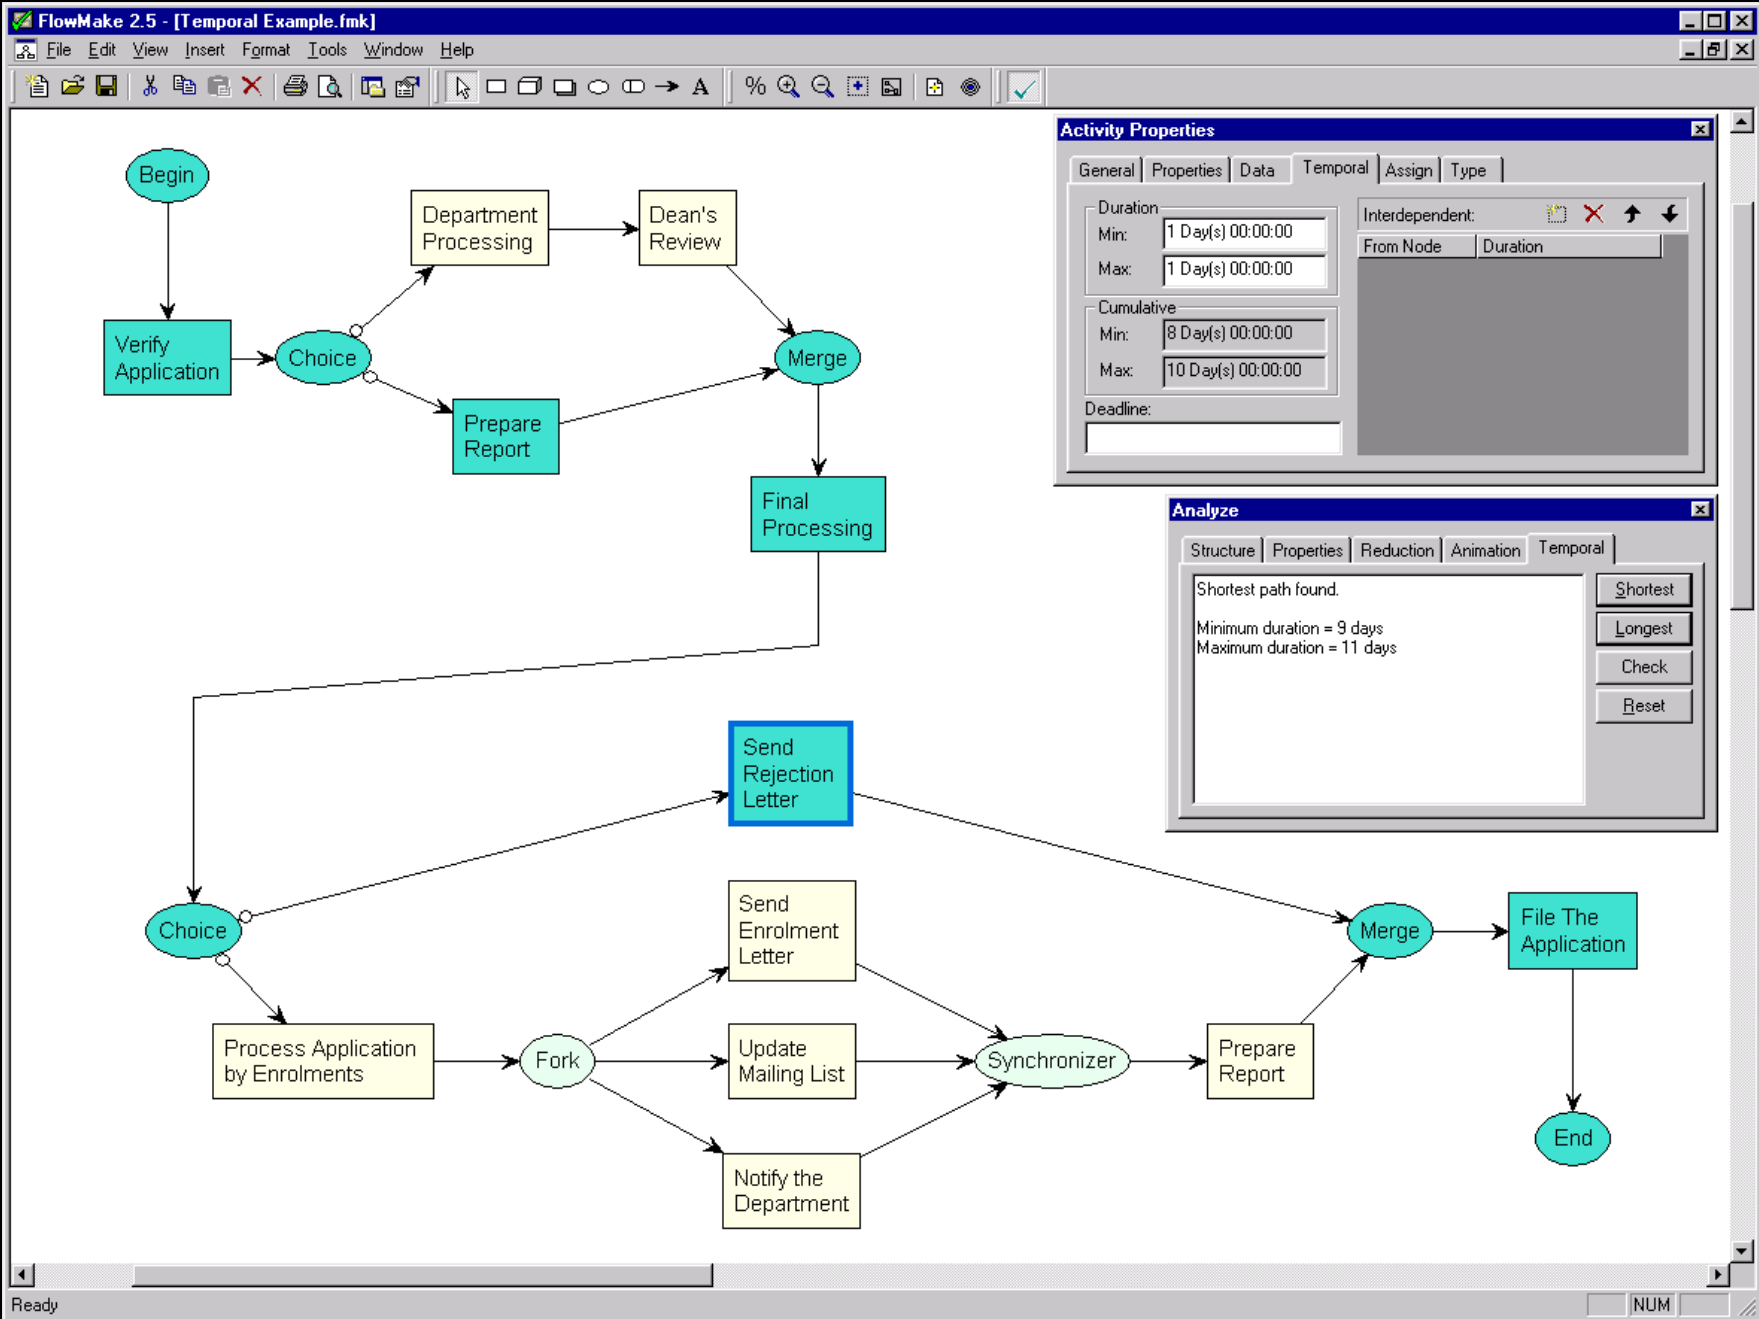 FlowMake 2.5 - [Temporal Example.fmk]
File Edit View Insert Format Tools Window Help
A %
Begin
Department
Processing
Dean's
Review
Verify
Application
Choice
Merge
Prepare
Report
Final
Processing
Activity Properties
General Properties Data Temporal Assign Type
Duration
Min: 1 Day(s) 00:00:00
Max: 1 Day(s) 00:00:00
Cumulative
Min: 8 Day(s) 00:00:00
Max: 10 Day(s) 00:00:00
Deadline:
Interdependent:
From Node Duration
Analyze
Structure Properties Reduction Animation Temporal
Shortest path found.
Minimum duration = 9 days
Maximum duration = 11 days
Shortest
Longest
Check
Reset
Send
Rejection
Letter
Choice
Send
Enrolment
Letter
Merge
File The
Application
Process Application
by Enrolments
Fork
Update
Mailing List
Synchronizer
Prepare
Report
Notify the
Department
End
Ready
NUM